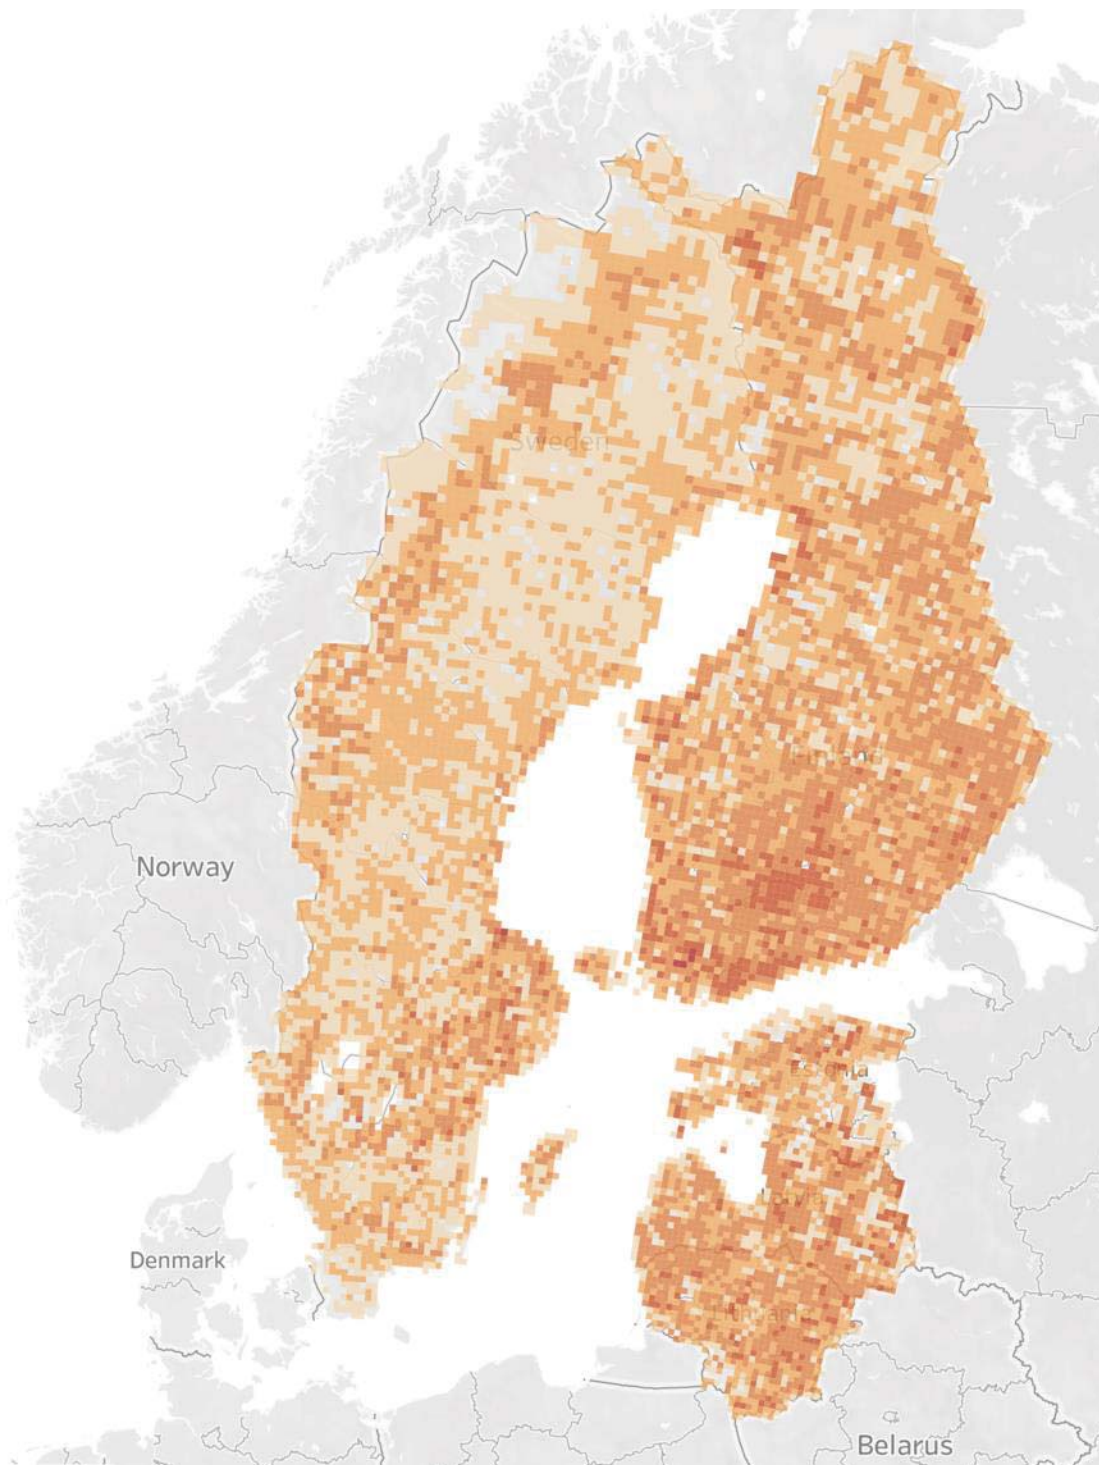 Sweden
Finland
Norway
Estonia
Latvia
Denmark
Lithuania
Belarus